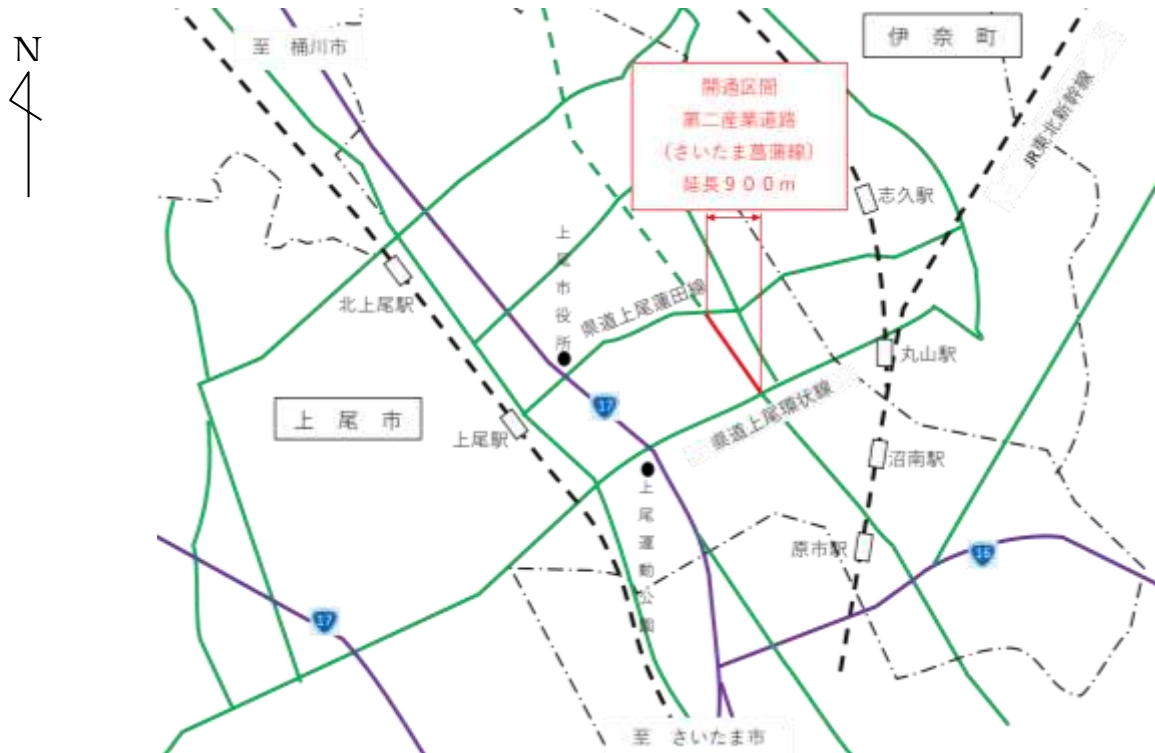 N
至 桶川市
伊 奈 町
開通区間
第二産業道路
(さいたま菖蒲線)
延長900m
JR東北新幹線
志久駅
上尾市役所
北上尾駅
県道上尾蓮田線
丸山駅
17
上 尾 市
上尾駅
県道上尾環状線
沼南駅
上尾運動公園
原市駅
16
17
至 さいたま市